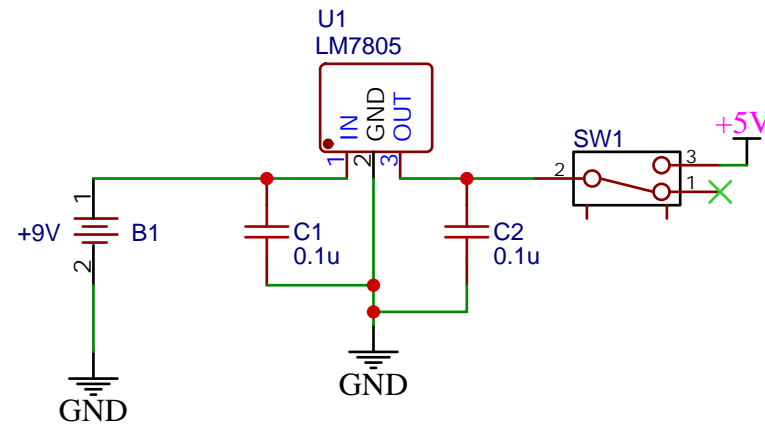 U1
LM7805
IN
GND
OUT
1
2
3
+5V
SW1
2
3
1
1
+9V
B1
2
C1
0.1u
C2
0.1u
GND
GND